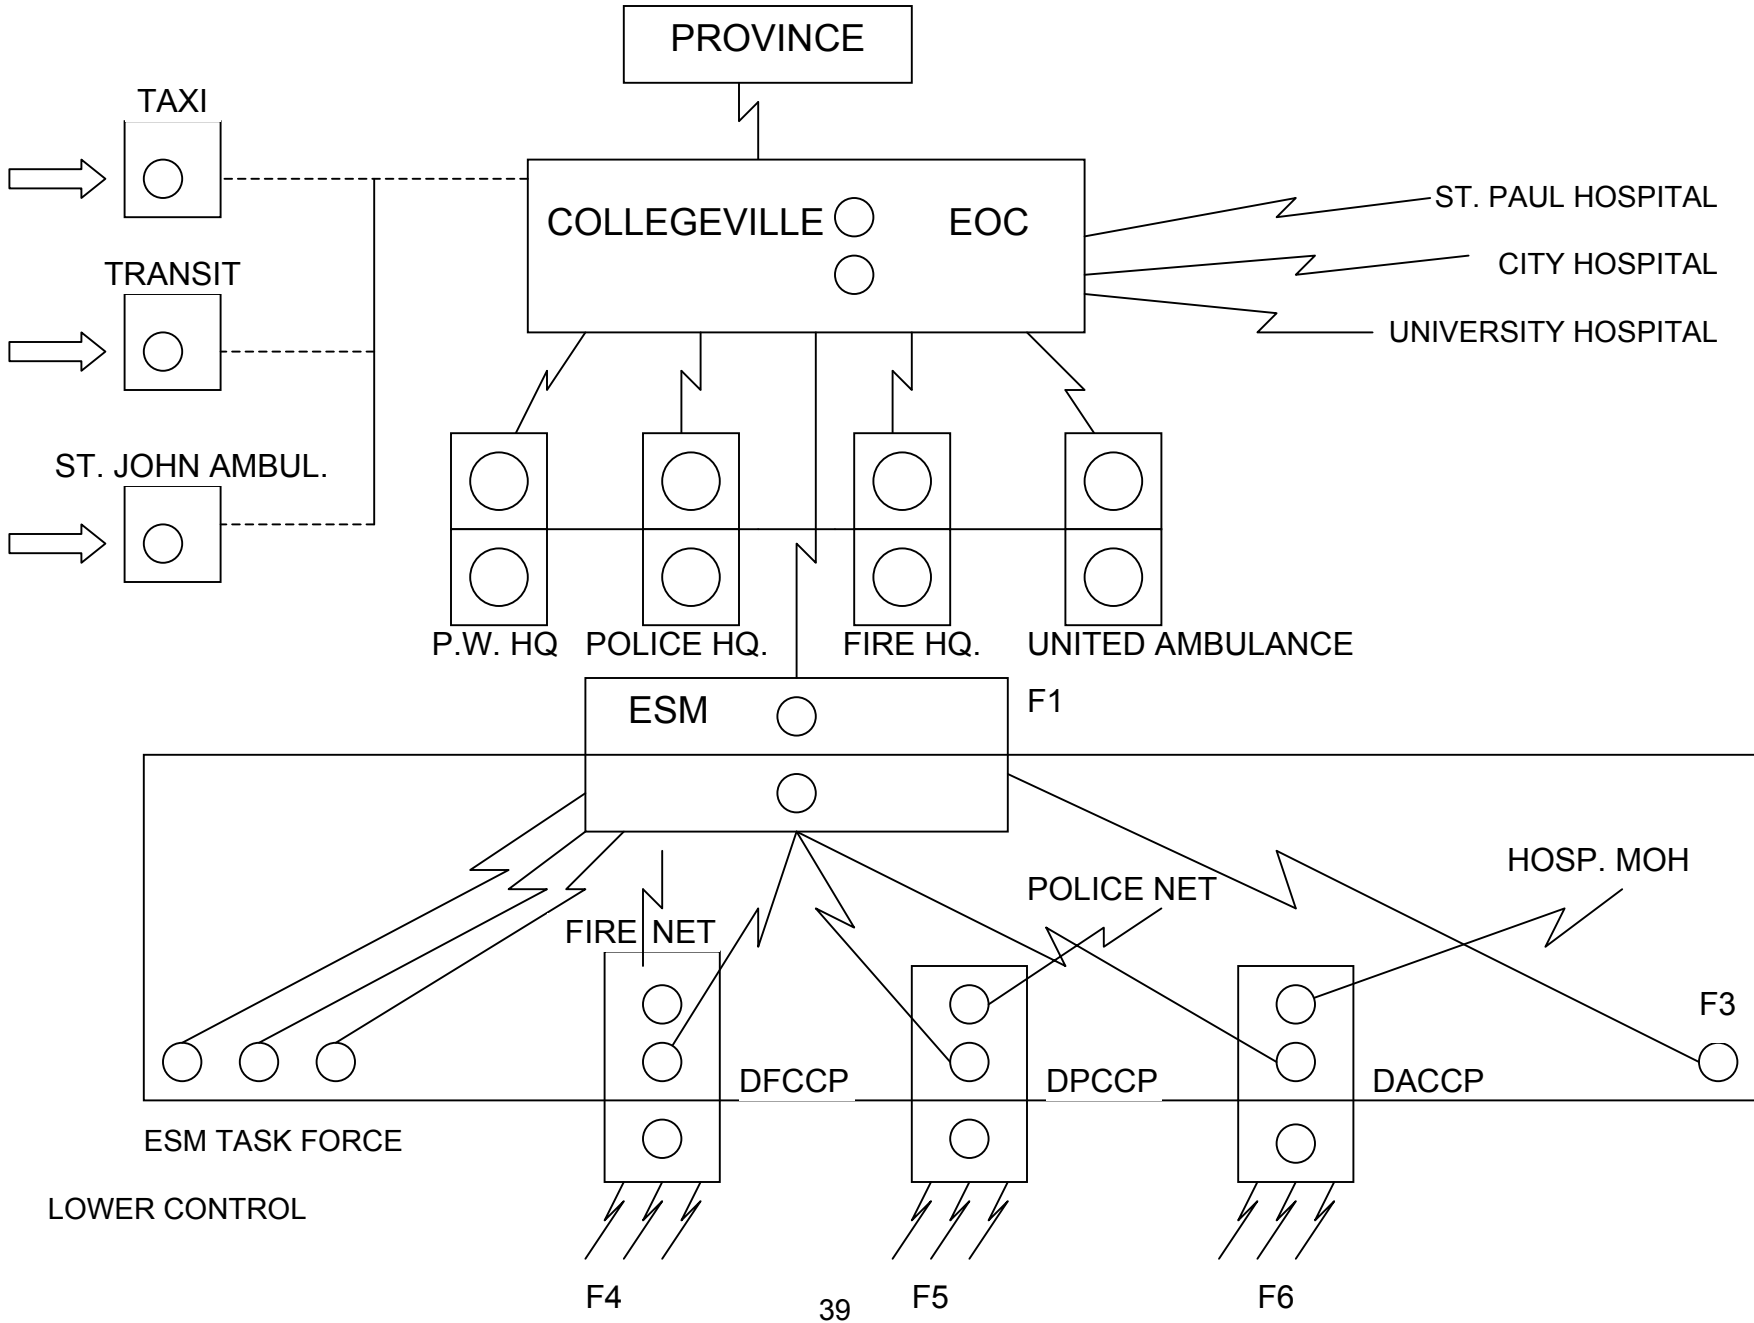 PROVINCE
TAXI
COLLEGEVILLE EOC
ST. PAUL HOSPITAL
TRANSIT
CITY HOSPITAL
UNIVERSITY HOSPITAL
ST. JOHN AMBUL.
P.W. HQ POLICE HQ. FIRE HQ. UNITED AMBULANCE
ESM
F1
HOSP. MOH
POLICE NET
FIRE NET
F3
DFCCP DPCCP DACCP
ESM TASK FORCE
LOWER CONTROL
F4 F5 F6
39